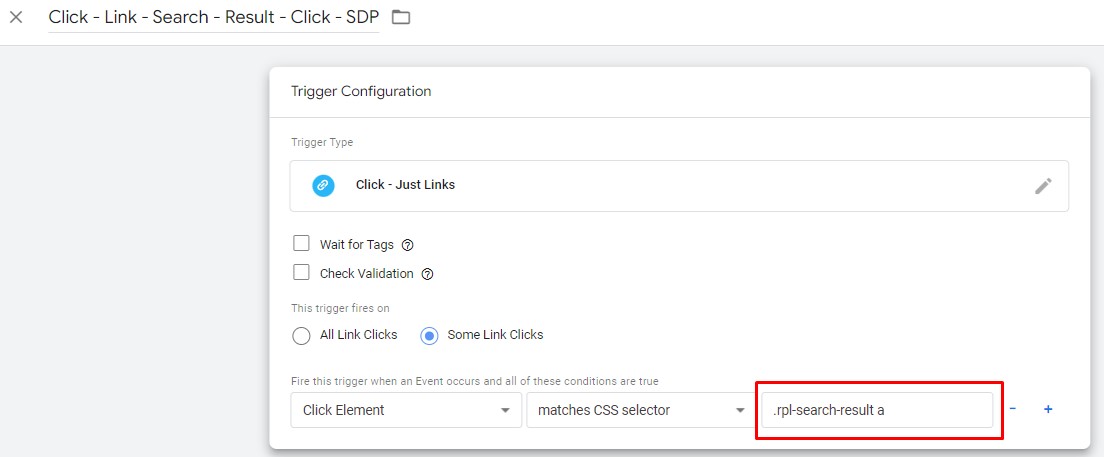 Click - Link - Search - Result - Click - SDP
Trigger Configuration
Trigger Type
Click - Just Links
Wait for Tags
Check Validation
This trigger fires on
All Link Clicks Some Link Clicks
Fire this trigger when an Event occurs and all of these conditions are true
Click Element matches CSS selector .rpl-search-result a - +